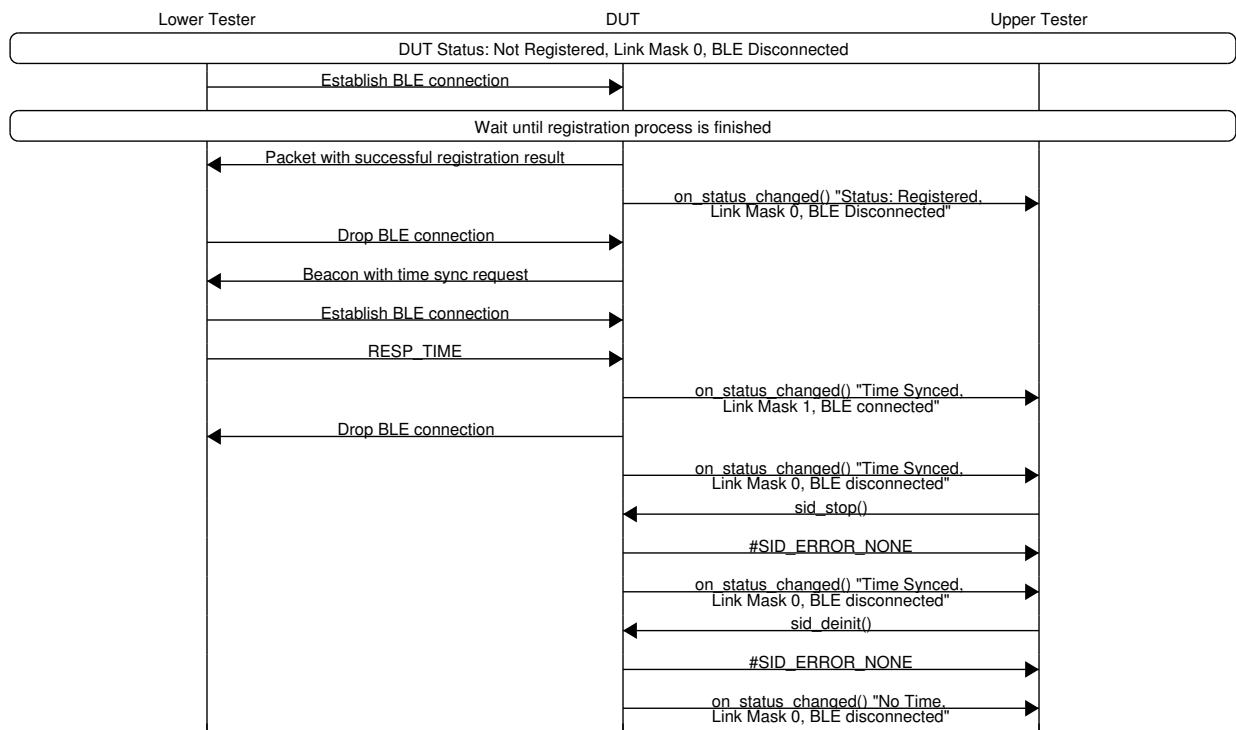 Lower Tester
DUT
Upper Tester
DUT Status: Not Registered, Link Mask 0, BLE Disconnected
Establish BLE connection
Wait until registration process is finished
Packet with successful registration result
on_status_changed() "Status: Registered,
Link Mask 0, BLE Disconnected"
Drop BLE connection
Beacon with time sync request
Establish BLE connection
RESP_TIME
on_status_changed() "Time Synced,
Link Mask 1, BLE connected"
Drop BLE connection
on_status_changed() "Time Synced,
Link Mask 0, BLE disconnected"
sid_stop()
#SID_ERROR_NONE
on_status_changed() "Time Synced,
Link Mask 0, BLE disconnected"
sid_deinit()
#SID_ERROR_NONE
on_status_changed() "No Time,
Link Mask 0, BLE disconnected"